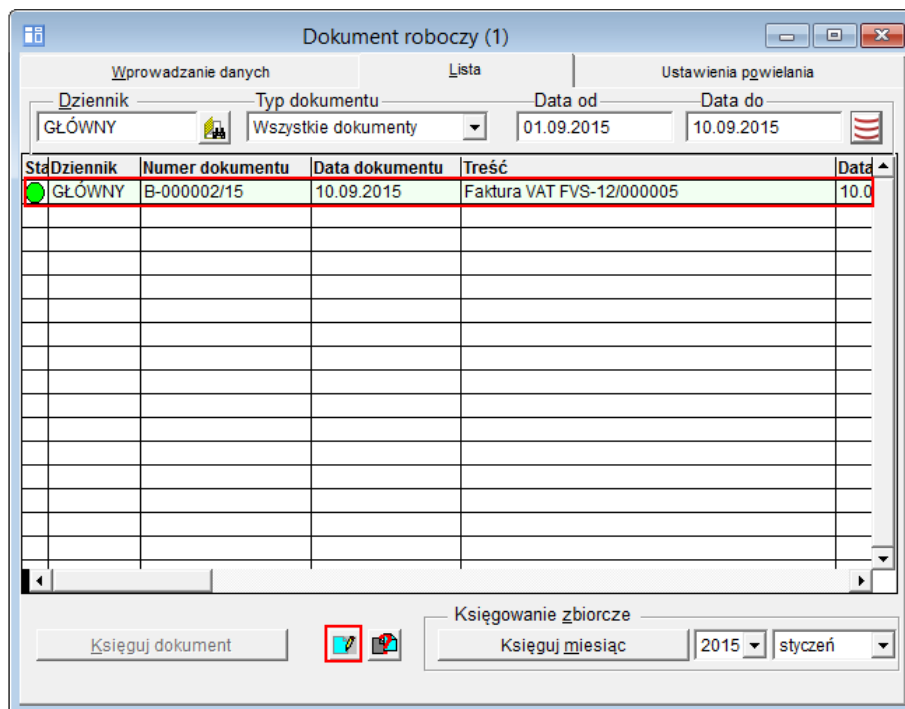 Dokument roboczy (1)
Wprowadzanie danych Lista Ustawienia powielania
Dziennik Typ dokumentu Data od Data do
GŁÓWNY Wszystkie dokumenty 01.09.2015 10.09.2015
Sta Dziennik Numer dokumentu Data dokumentu Treść Data
GŁÓWNY B-000002/15 10.09.2015 Faktura VAT FVS-12/000005 10.0
Księgowanie zbiorcze
Księguj dokument Księguj miesiąc 2015 styczeń